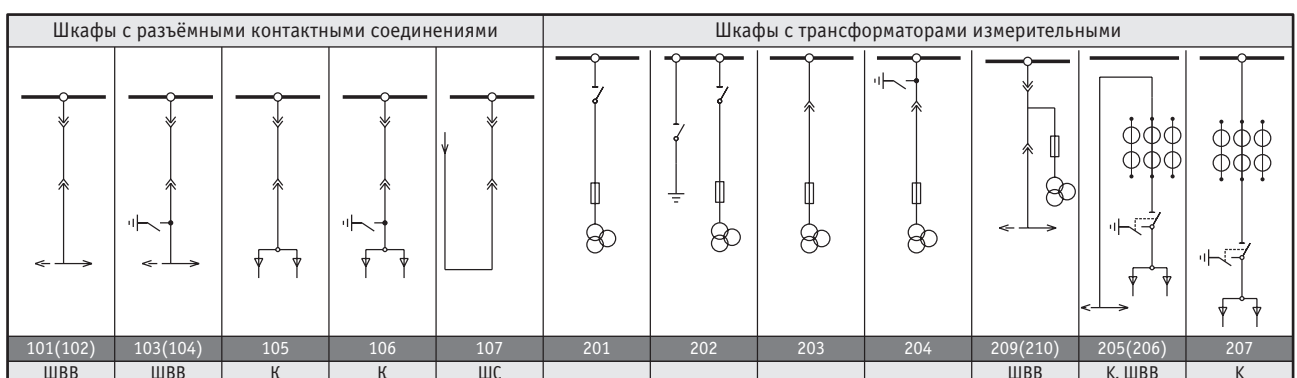 Шкафы с разъёмными контактными соединениями Шкафы с трансформаторами измерительными
101(102) 103(104) 105 106 107 201 202 203 204 209(210) 205(206) 207
ШВВ ШВВ К К ШС ШВВ К, ШВВ К